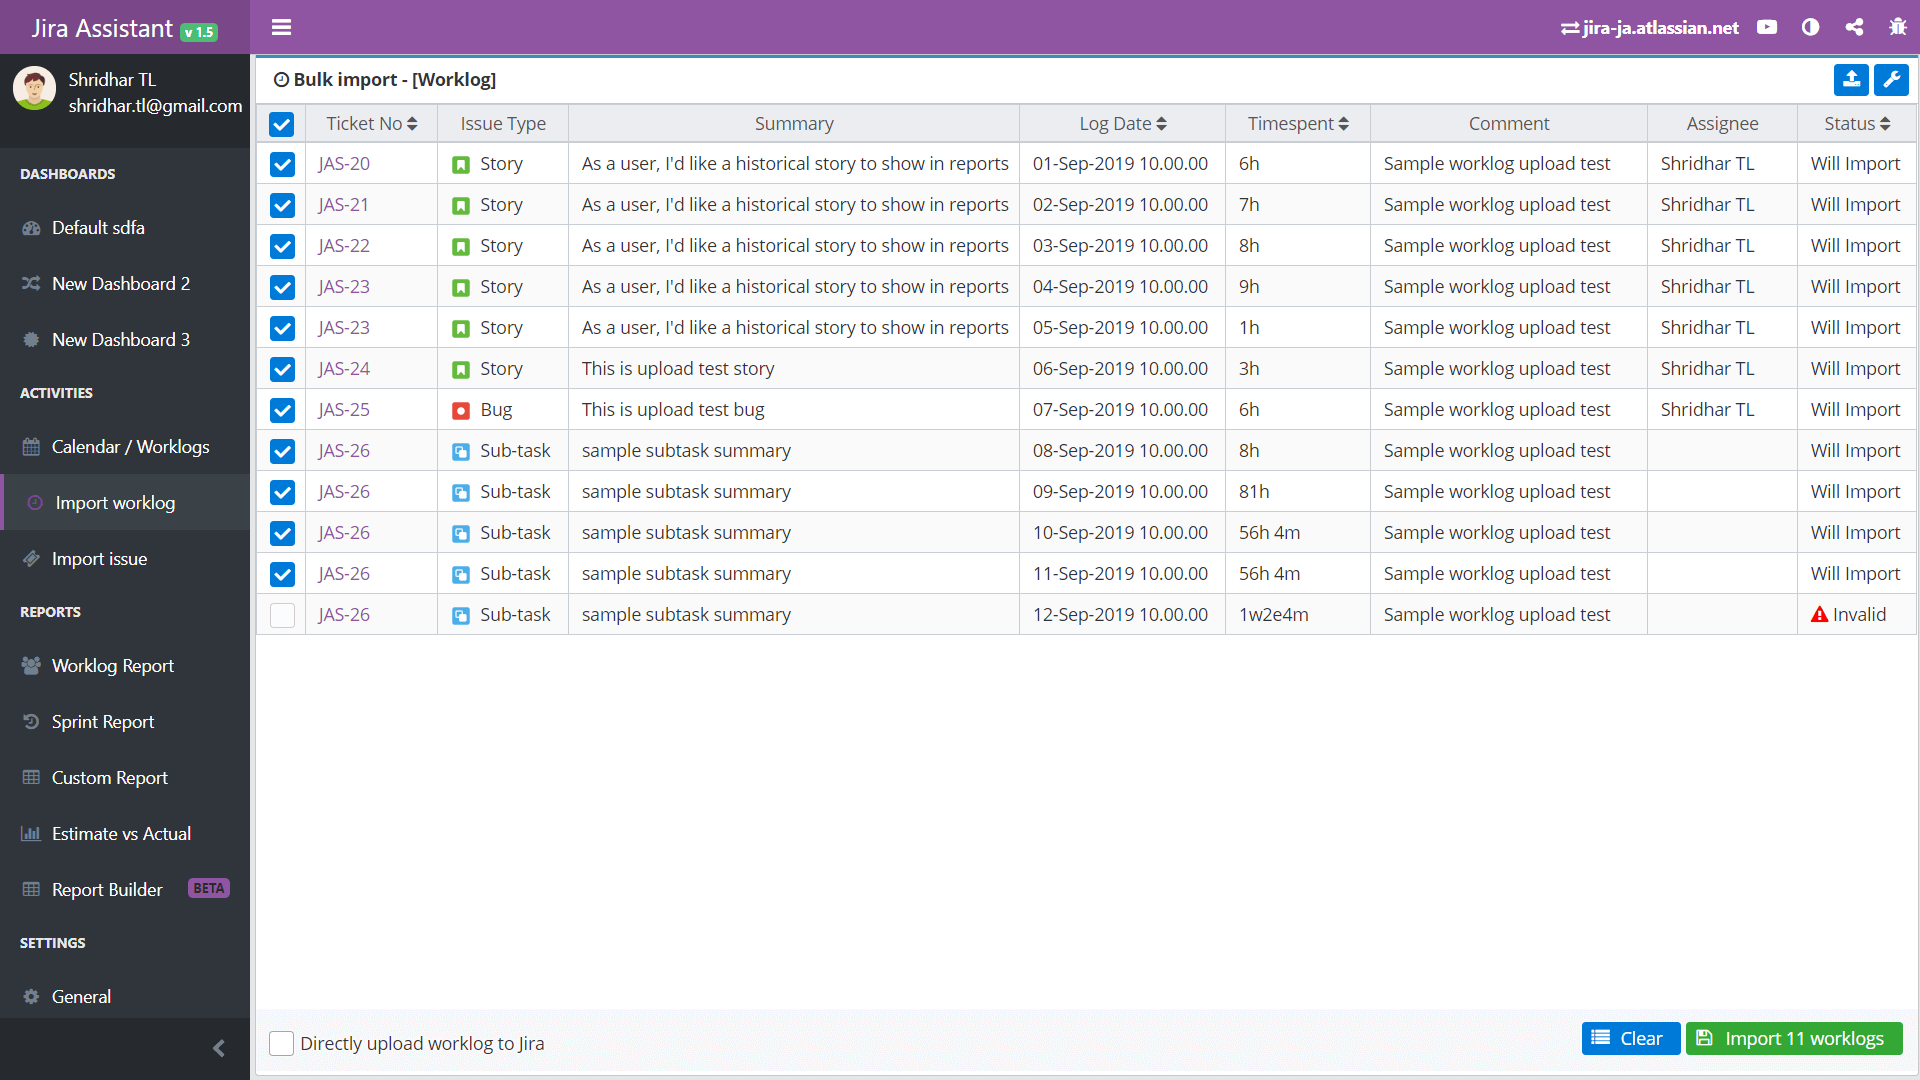 Jira Assistant v 1.5
jira-ja.atlassian.net
Shridhar TL
shridhar.tl@gmail.com
DASHBOARDS
Default sdfa
New Dashboard 2
New Dashboard 3
ACTIVITIES
Calendar / Worklogs
Import worklog
Import issue
REPORTS
Worklog Report
Sprint Report
Custom Report
Estimate vs Actual
Report Builder BETA
SETTINGS
General
Bulk import - [Worklog]
Ticket No Issue Type Summary Log Date Timespent Comment Assignee Status
JAS-20 Story As a user, I'd like a historical story to show in reports 01-Sep-2019 10.00.00 6h Sample worklog upload test Shridhar TL Will Import
JAS-21 Story As a user, I'd like a historical story to show in reports 02-Sep-2019 10.00.00 7h Sample worklog upload test Shridhar TL Will Import
JAS-22 Story As a user, I'd like a historical story to show in reports 03-Sep-2019 10.00.00 8h Sample worklog upload test Shridhar TL Will Import
JAS-23 Story As a user, I'd like a historical story to show in reports 04-Sep-2019 10.00.00 9h Sample worklog upload test Shridhar TL Will Import
JAS-23 Story As a user, I'd like a historical story to show in reports 05-Sep-2019 10.00.00 1h Sample worklog upload test Shridhar TL Will Import
JAS-24 Story This is upload test story 06-Sep-2019 10.00.00 3h Sample worklog upload test Shridhar TL Will Import
JAS-25 Bug This is upload test bug 07-Sep-2019 10.00.00 6h Sample worklog upload test Shridhar TL Will Import
JAS-26 Sub-task sample subtask summary 08-Sep-2019 10.00.00 8h Sample worklog upload test Will Import
JAS-26 Sub-task sample subtask summary 09-Sep-2019 10.00.00 81h Sample worklog upload test Will Import
JAS-26 Sub-task sample subtask summary 10-Sep-2019 10.00.00 56h 4m Sample worklog upload test Will Import
JAS-26 Sub-task sample subtask summary 11-Sep-2019 10.00.00 56h 4m Sample worklog upload test Will Import
JAS-26 Sub-task sample subtask summary 12-Sep-2019 10.00.00 1w2e4m Sample worklog upload test Invalid
Directly upload worklog to Jira
Clear
Import 11 worklogs